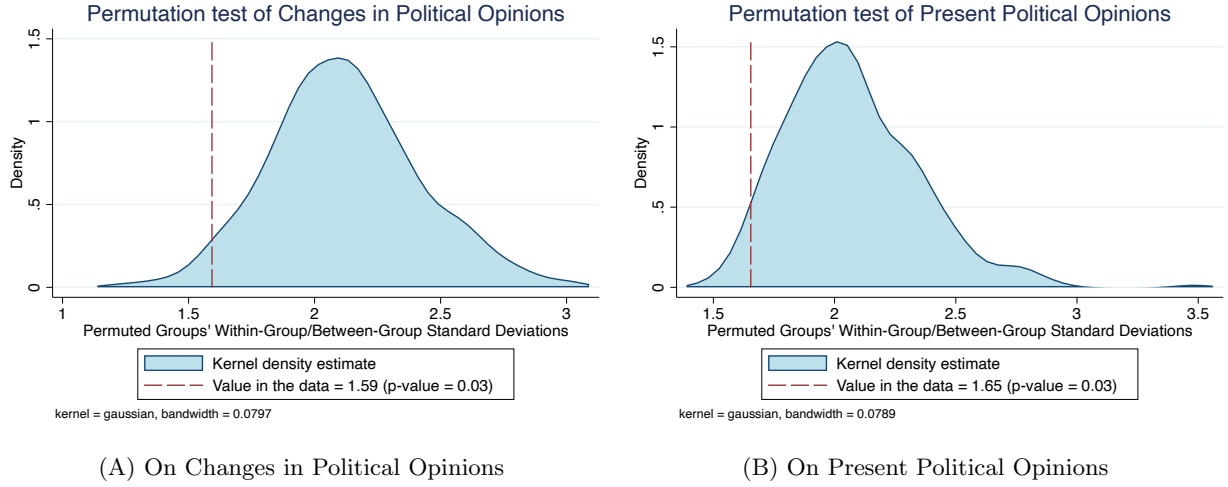 Permutation test of Changes in Political Opinions
Density
0
.5
1
1.5
1
1.5
2
2.5
3
Permuted Groups' Within-Group/Between-Group Standard Deviations
Kernel density estimate
Value in the data = 1.59 (p-value = 0.03)
kernel = gaussian, bandwidth = 0.0797
(A) On Changes in Political Opinions
Permutation test of Present Political Opinions
Density
0
.5
1
1.5
1.5
2
2.5
3
3.5
Permuted Groups' Within-Group/Between-Group Standard Deviations
Kernel density estimate
Value in the data = 1.65 (p-value = 0.03)
kernel = gaussian, bandwidth = 0.0789
(B) On Present Political Opinions